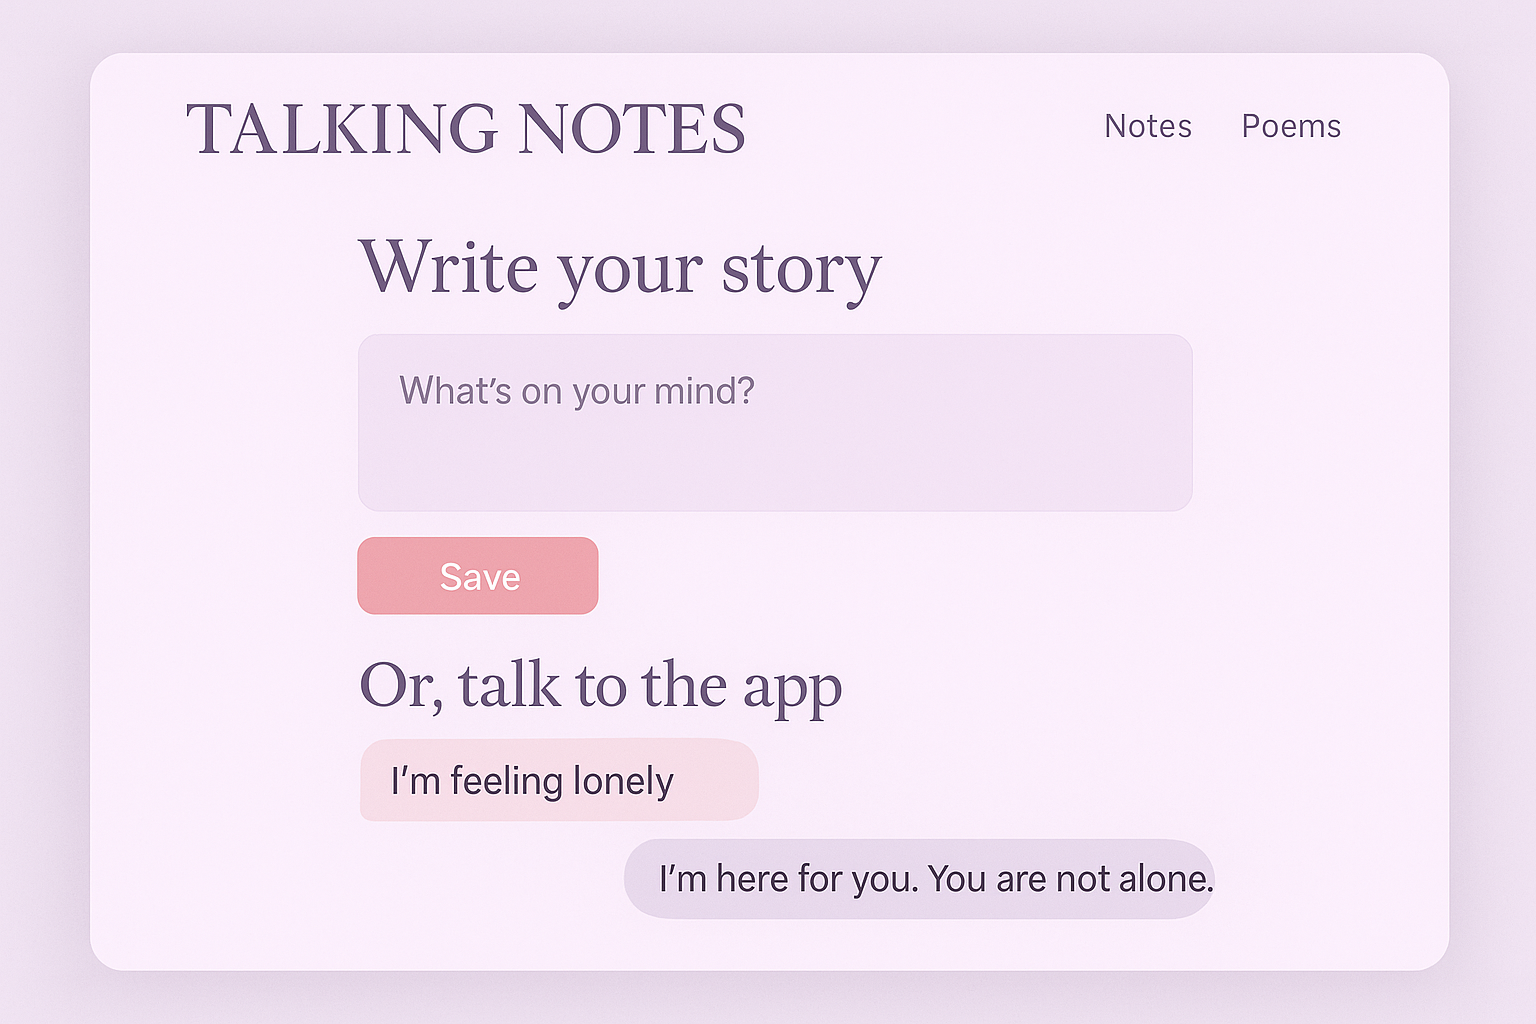 TALKING NOTES
Notes
Poems
Write your story
What’s on your mind?
Save
Or, talk to the app
I’m feeling lonely
I’m here for you. You are not alone.